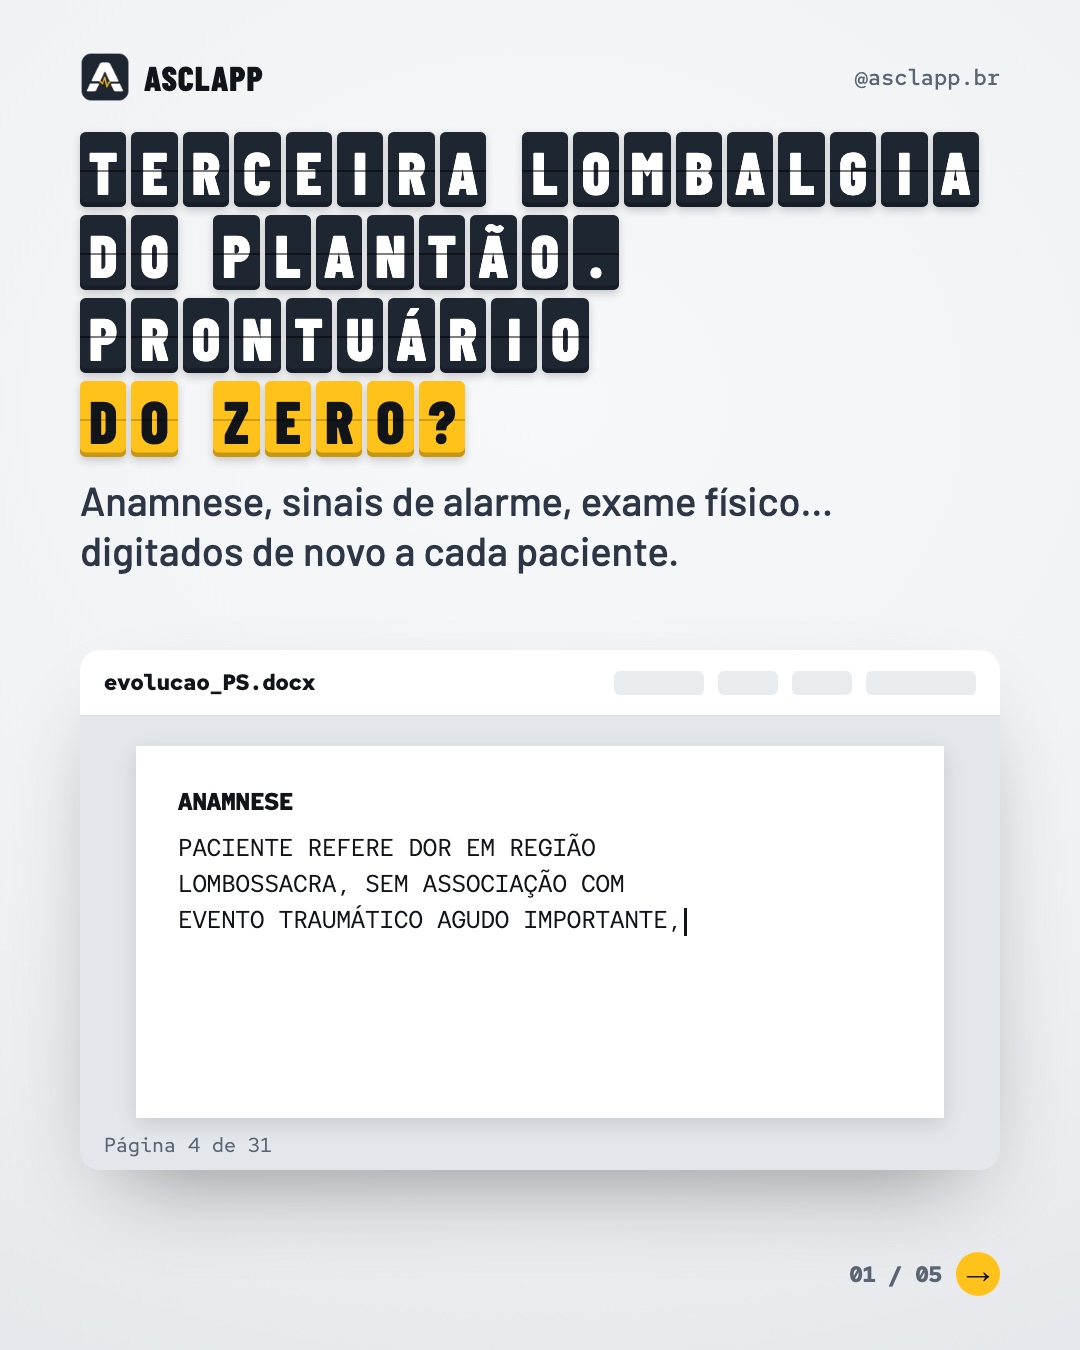 ASCLAPP
@asclapp.br
TERCEIRA LOMBALGIA
DO PLANTÃO.
PRONTUÁRIO
DO ZERO?
Anamnese, sinais de alarme, exame físico...
digitados de novo a cada paciente.
evolucao_PS.docx
ANAMNESE
PACIENTE REFERE DOR EM REGIÃO
LOMBOSSACRA, SEM ASSOCIAÇÃO COM
EVENTO TRAUMÁTICO AGUDO IMPORTANTE,
Página 4 de 31
01 / 05 →